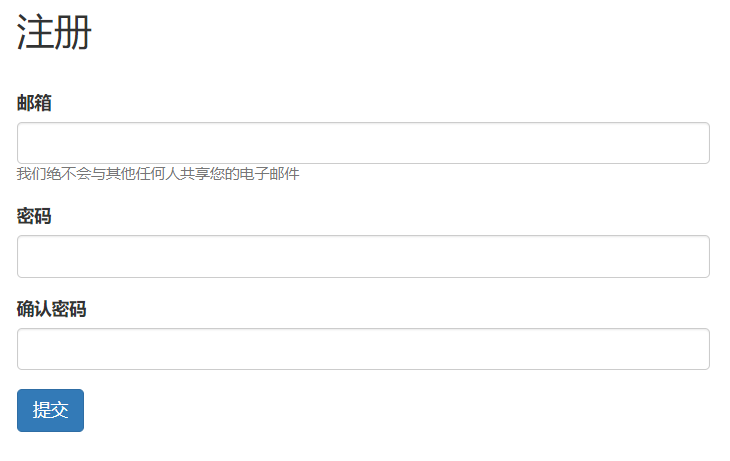 注册
邮箱
我们绝不会与其他任何人共享您的电子邮件
密码
确认密码
提交